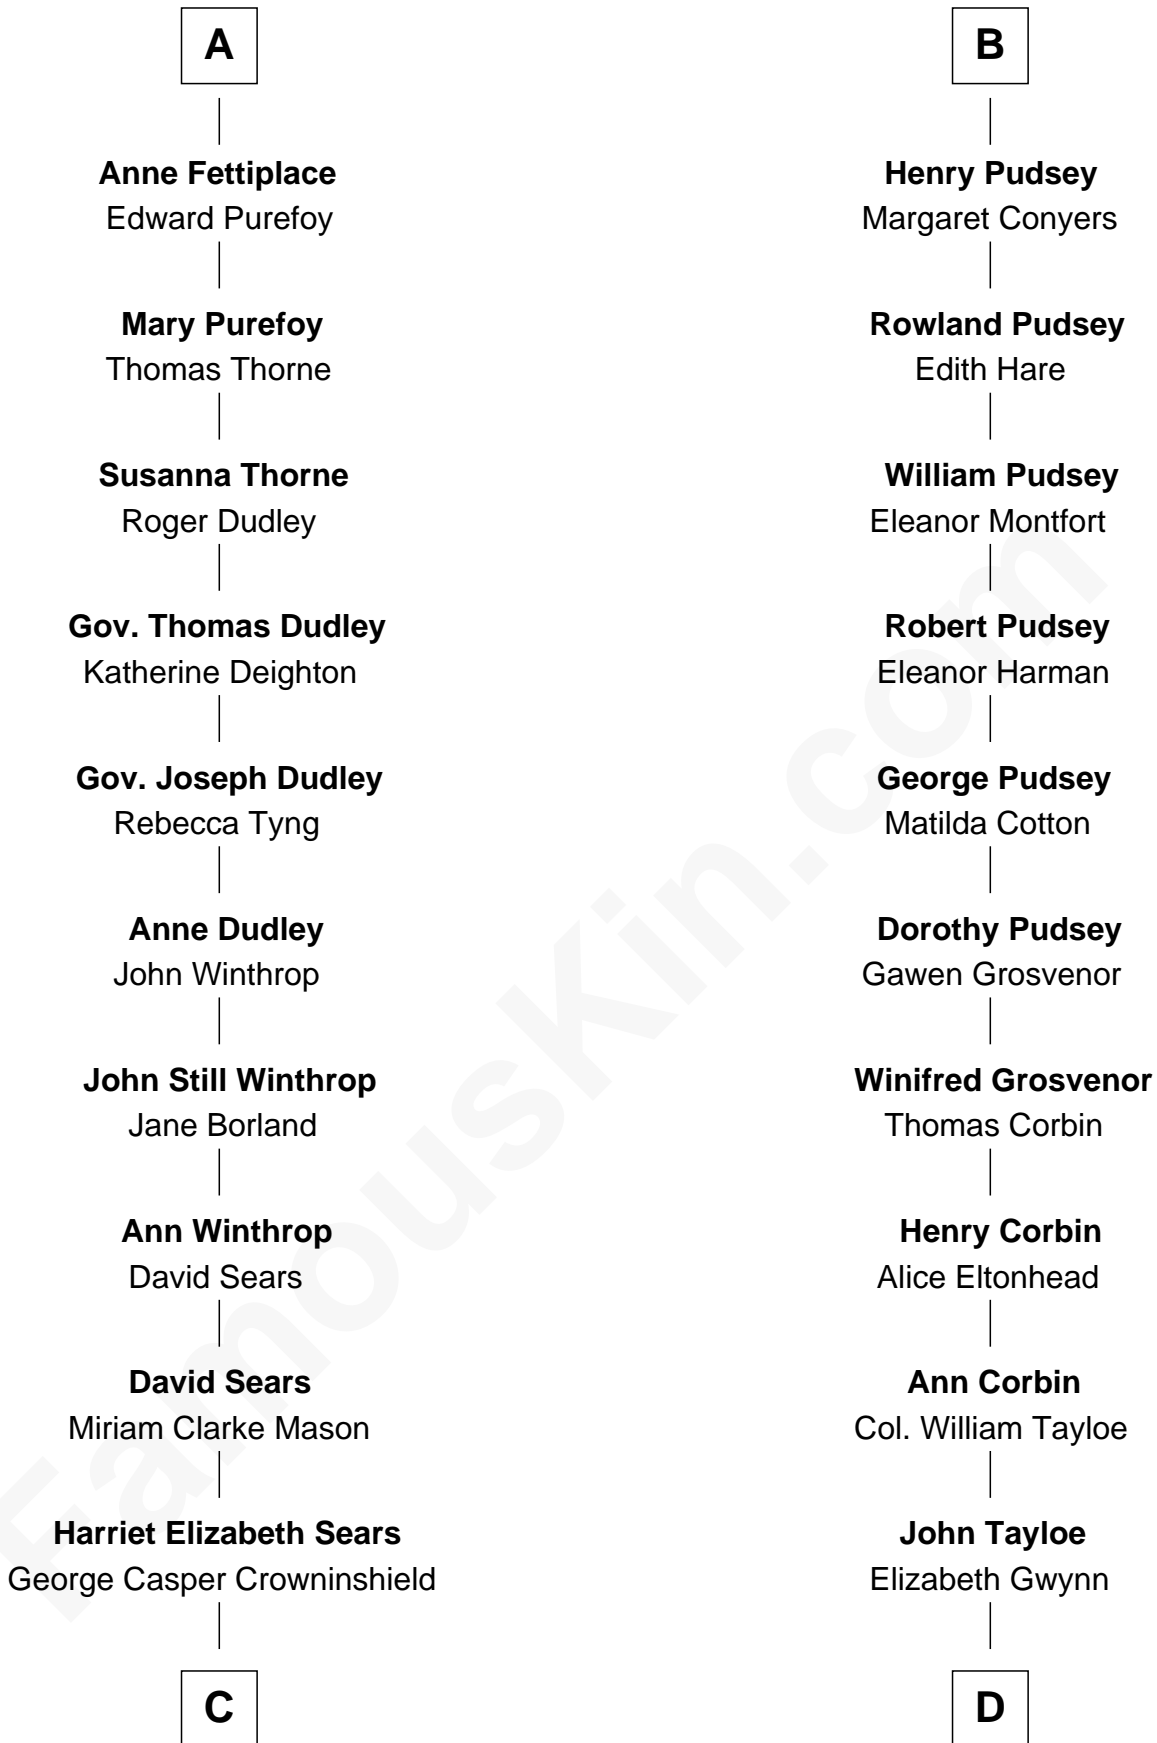 A
Anne Fettiplace
Edward Purefoy
Mary Purefoy
Thomas Thorne
Susanna Thorne
Roger Dudley
Gov. Thomas Dudley
Katherine Deighton
Gov. Joseph Dudley
Rebecca Tyng
Anne Dudley
John Winthrop
John Still Winthrop
Jane Borland
Ann Winthrop
David Sears
David Sears
Miriam Clarke Mason
Harriet Elizabeth Sears
George Casper Crowninshield
C
B
Henry Pudsey
Margaret Conyers
Rowland Pudsey
Edith Hare
William Pudsey
Eleanor Montfort
Robert Pudsey
Eleanor Harman
George Pudsey
Matilda Cotton
Dorothy Pudsey
Gawen Grosvenor
Winifred Grosvenor
Thomas Corbin
Henry Corbin
Alice Eltonhead
Ann Corbin
Col. William Tayloe
John Tayloe
Elizabeth Gwynn
D
FamousKin.com